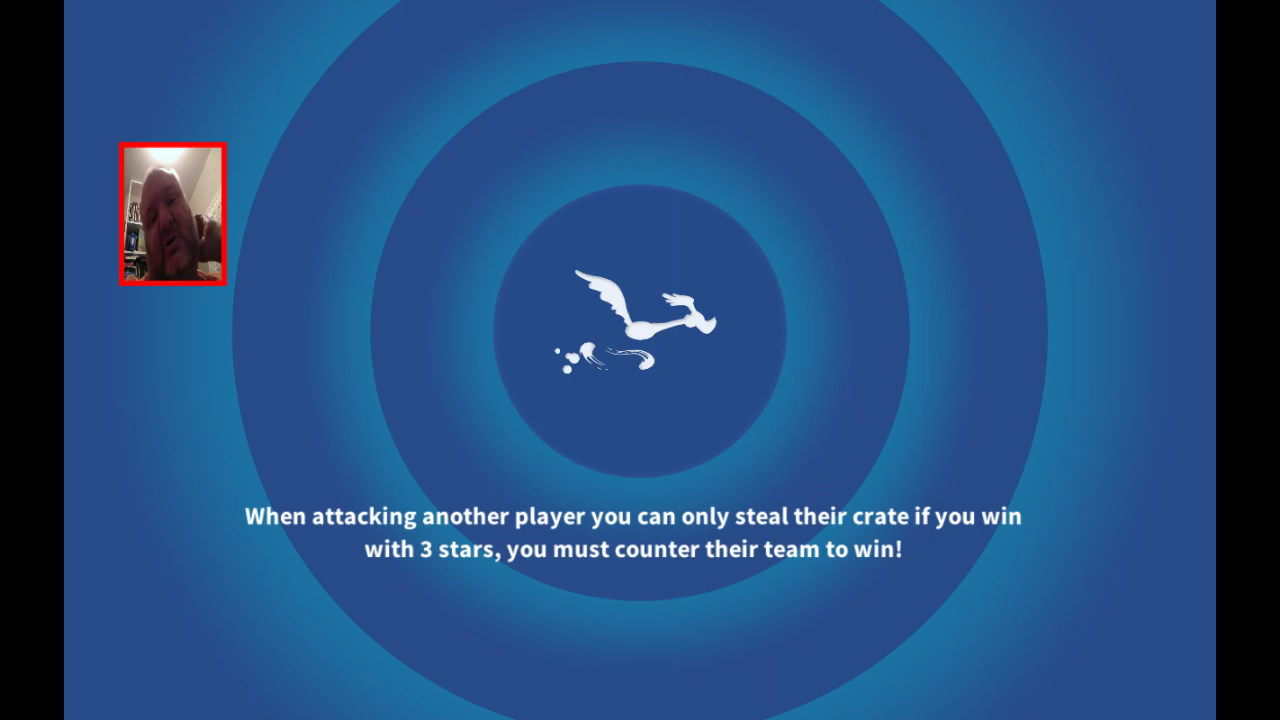 When attacking another player you can only steal their crate if you win
with 3 stars, you must counter their team to win!